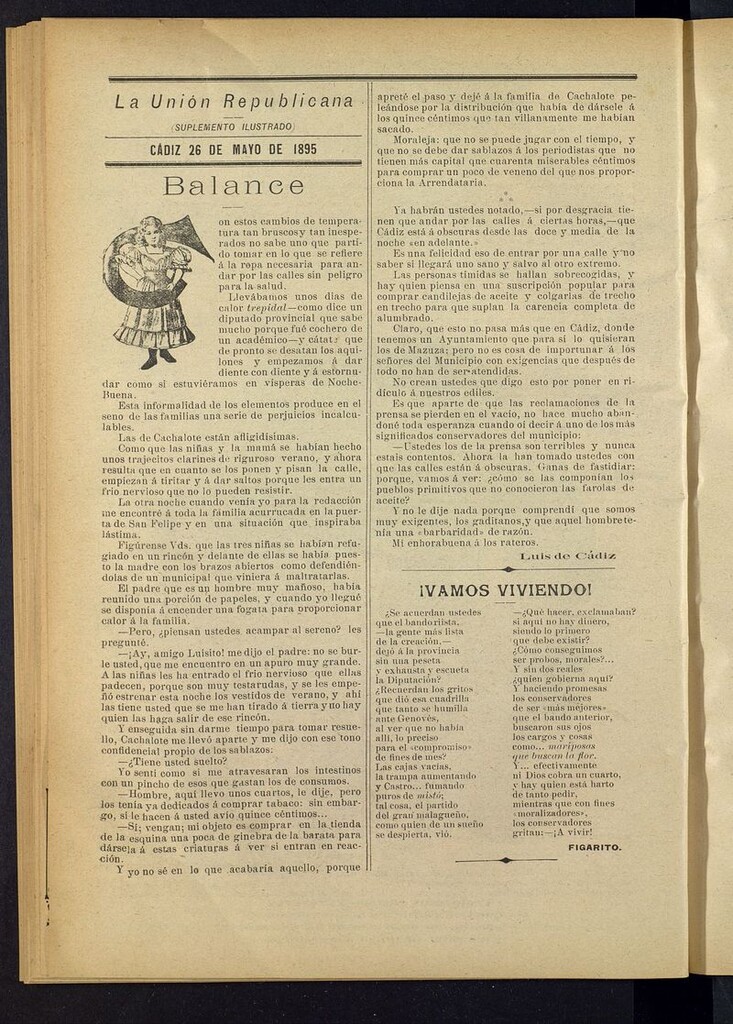 La Unión Republicana
(SUPLEMENTO ILUSTRADO)
CÁDIZ 26 DE MAYO DE 1895
Balance
on estos cambios de tempera-
tura tan bruscos y tan inespe-
rados no sabe uno que parti-
do tomar en lo que se refiere
á la ropa necesaria para an-
dar por las calles sin peligro
para la salud.
Llevábamos unos dias de
calor trepidal—como dice un
diputado provincial que sabe
mucho porque fué cochero de
un académico—y cátate que
de pronto se desatan los aqui-
lones y empezamos á dar
diente con diente y á estornu-
dar como si estuviéramos en visperas de Noche-
Buena.
Esta informalidad de los elementos produce en el
seno de las familias una serie de perjuicios incalcu-
lables.
Las de Cachalote están afligidísimas.
Como que las niñas y la mamá se habían hecho
unos trajecitos clarines de riguroso verano, y ahora
resulta que en cuanto se los ponen y pisan la calle,
empiezan á tiritar y á dar saltos porque les entra un
frio nervioso que no lo pueden resistir.
La otra noche cuando venía yo para la redacción
me encontré á toda la familia acurrucada en la puer-
ta de San Felipe y en una situación que inspiraba
lástima.
Figúrense Vds. que las tres niñas se habían refu-
giado en un rincón y delante de ellas se había pues-
to la madre con los brazos abiertos como defendién-
dolas de un municipal que viniera á maltratarlas.
El padre que es un hombre muy mañoso, había
reunido una porción de papeles, y cuando yo llegué
se disponia á encender una fogata para proporcionar
calor á la familia.
—Pero, ¿piensan ustedes acampar al sereno? les
pregunté.
—¡Ay, amigo Luisito! me dijo el padre: no se bur-
le usted, que me encuentro en un apuro muy grande.
A las niñas les ha entrado el frio nervioso que ellas
padecen, porque son muy testarudas, y se les empe-
ñó estrenar esta noche los vestidos de verano, y ahí
las tiene usted que se me han tirado á tierra y no hay
quien las haga salir de ese rincón.
Y enseguida sin darme tiempo para tomar resue-
llo, Cachalote me llevó aparte y me dijo con ese tono
confidencial propio de los sablazos:
—¿Tiene usted suelto?
Yo sentí como si me atravesaran los intestinos
con un pincho de esos que gastan los de consumos.
—Hombre, aquí llevo unos cuartos, le dije, pero
los tenía ya dedicados á comprar tabaco: sin embar-
go, si le hacen á usted avio quince céntimos...
—Sí; vengan; mi objeto es comprar en la tienda
de la esquina una poca de ginebra de la barata para
dársela á estas criaturas á ver si entran en reac-
ción.
Y yo no sé en lo que acabaría aquello, porque
apreté el paso y dejé á la familia de Cachalote pe-
leándose por la distribución que había de dársele á
los quince céntimos que tan villanamente me habían
sacado.
Moraleja: que no se puede jugar con el tiempo, y
que no se debe dar sablazos á los periodistas que no
tienen más capital que cuarenta miserables céntimos
para comprar un poco de veneno del que nos propor-
ciona la Arrendataria.
Ya habrán ustedes notado,—si por desgracia tie-
nen que andar por las calles á ciertas horas,—que
Cádiz está á obscuras desde las doce y media de la
noche «en adelante.»
Es una felicidad eso de entrar por una calle y no
saber si llegará uno sano y salvo al otro extremo.
Las personas timidas se hallan sobrecogidas, y
hay quien piensa en una suscripción popular para
comprar candilejas de aceite y colgarlas de trecho
en trecho para que suplan la carencia completa de
alumbrado.
Claro, que esto no pasa más que en Cádiz, donde
tenemos un Ayuntamiento que para sí lo quisieran
los de Mazuza; pero no es cosa de importunar á los
señores del Municipio con exigencias que después de
todo no han de ser atendidas.
No crean ustedes que digo esto por poner en ri-
dículo á nuestros ediles.
Es que aparte de que las reclamaciones de la
prensa se pierden en el vacio, no hace mucho aban-
doné toda esperanza cuando oí decir á uno de los más
significados conservadores del municipio:
—Ustedes los de la prensa son terribles y nunca
estais contentos. Ahora la han tomado ustedes con
que las calles están á obscuras. Ganas de fastidiar:
porque, vamos á ver: ¿cómo se las componían los
pueblos primitivos que no conocieron las farolas de
aceite?
Y no le dije nada porque comprendí que somos
muy exigentes, los gaditanos, y que aquel hombre te-
nía una «barbaridad» de razón.
Mi enhorabuena á los rateros.
Luis de Cádiz
¡VAMOS VIVIENDO!
¿Se acuerdan ustedes
que el bandoriista,
—la gente más lista
de la creación,—
dejó á la provincia
sin una peseta
y exhausta y escueta
la Diputación?
¿Recuerdan los gritos
que dió esa cuadrilla
que tanto se humilla
ante Genovés,
al ver que no había
allí, lo preciso
para el «compromiso»
de fines de mes?
Las cajas vacías,
la trampa aumentando
y Castro... fumando
puros de mistó;
tal cosa, el partido
del gran malagueño,
como quien de un sueño
se despierta, vió.
—¿Qué hacer, exclamaban?
si aquí no hay dinero,
siendo lo primero
que debe existir?
¿Cómo conseguimos
ser probos, morales?...
Y sin dos reales
¿quien gobierna aquí?
Y haciendo promesas
los conservadores
de ser «más mejores»
que el bando anterior,
buscaron sus ojos
los cargos y cosas
como... mariposas
que buscan la flor.
Y... efectivamente
ni Dios cobra un cuarto,
y hay quien está harto
de tanto pedir,
mientras que con fines
«moralizadores»,
los conservadores
gritan:—¡A vivir!
FIGARITO.